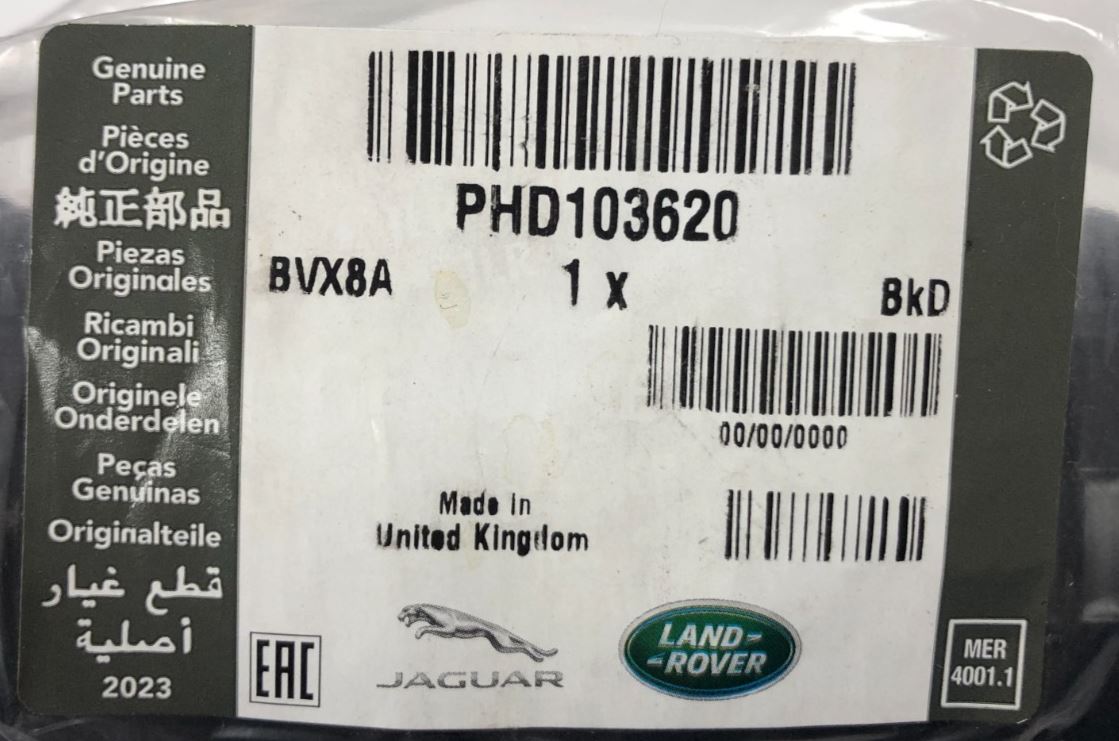 Genuine
Parts
Pièces
d'Origine
純正部品
Piezas
Originales
Ricambi
Originali
Originele
Onderdelen
Peças
Genuínas
Originalteile
قطع غيار
أصلية
2023
PHD103620
BVX8A 1 x BkD
00/00/0000
Made in
United Kingdom
EAC
JAGUAR
LAND-
-ROVER
MER
4001.1